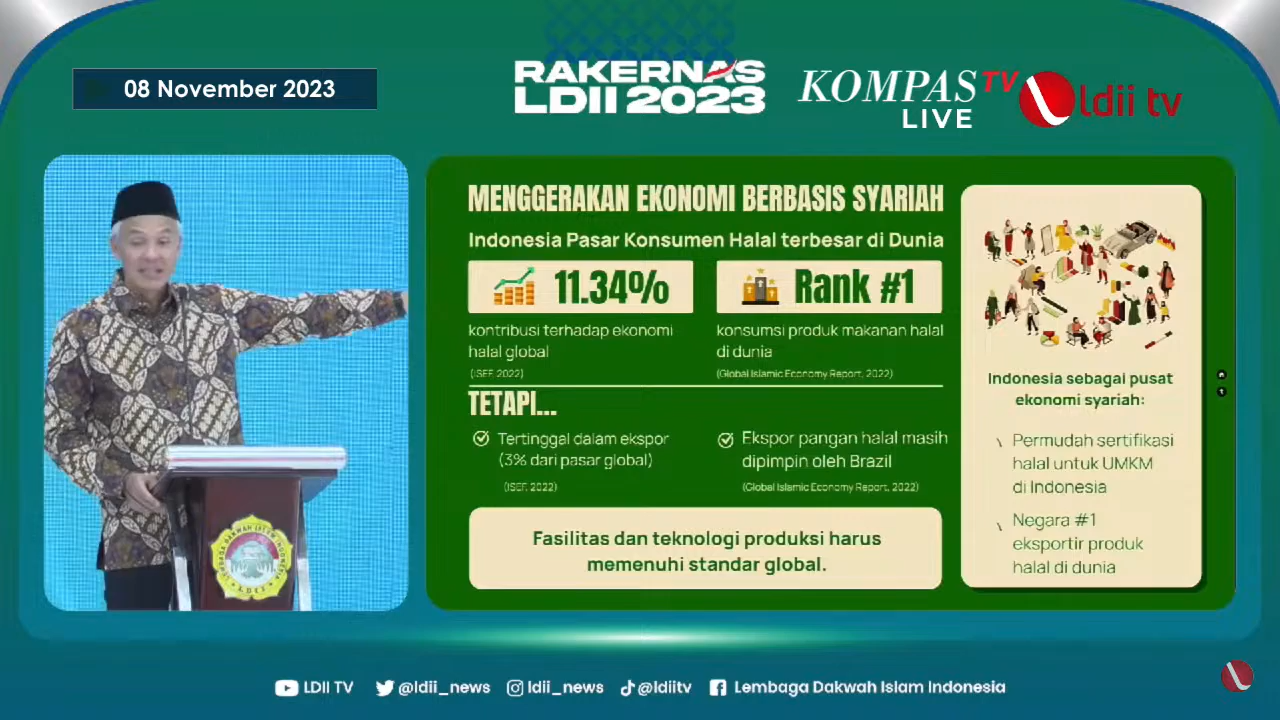 08 November 2023
RAKERNAS
LDII 2023
KOMPAS TV
LIVE
ldii tv
MENGGERAKAN EKONOMI BERBASIS SYARIAH
Indonesia Pasar Konsumen Halal terbesar di Dunia
11.34%
kontribusi terhadap ekonomi
halal global
(ISEF 2022)
Rank #1
konsumsi produk makanan halal
di dunia
(Global Islamic Economy Report, 2022)
TETAPI...
Tertinggal dalam ekspor
(3% dari pasar global)
(ISEF 2022)
Ekspor pangan halal masih
dipimpin oleh Brazil
(Global Islamic Economy Report, 2022)
Fasilitas dan teknologi produksi harus
memenuhi standar global.
Indonesia sebagai pusat
ekonomi syariah:
Permudah sertifikasi
halal untuk UMKM
di Indonesia
Negara #1
eksportir produk
halal di dunia
LEMBAGA DAKWAH ISLAM INDONESIA
LDII
LDII TV @ldii_news ldii_news @ldiitv Lembaga Dakwah Islam Indonesia